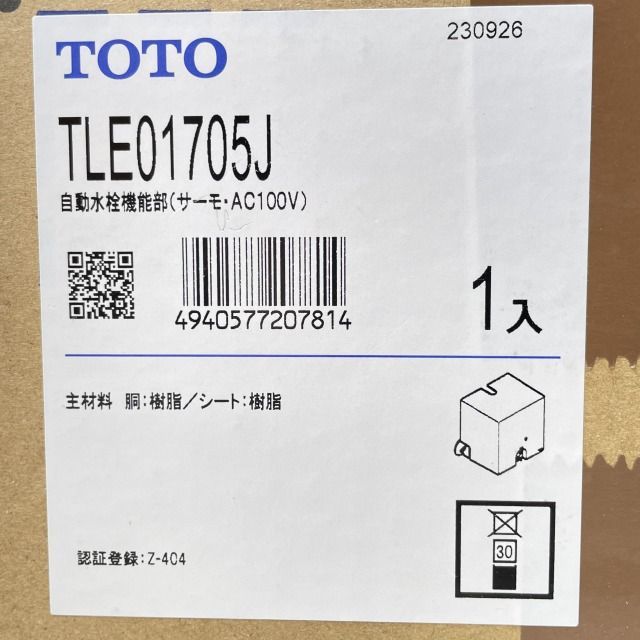 230926
TOTO
TLE01705J
自動水栓機能部(サーモ・AC100V)
4940577207814
1入
主材料 胴:樹脂/シート:樹脂
30
認証登録:Z-404